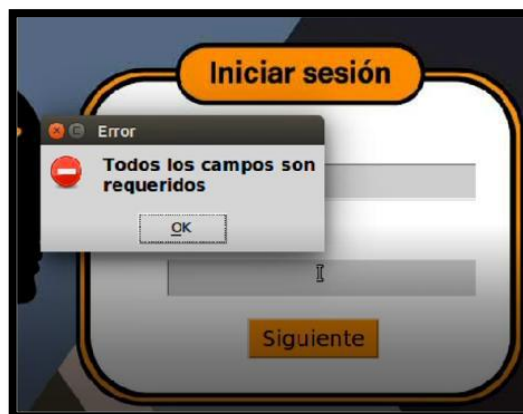 Iniciar sesión
Error
Todos los campos son
requeridos
OK
Siguiente